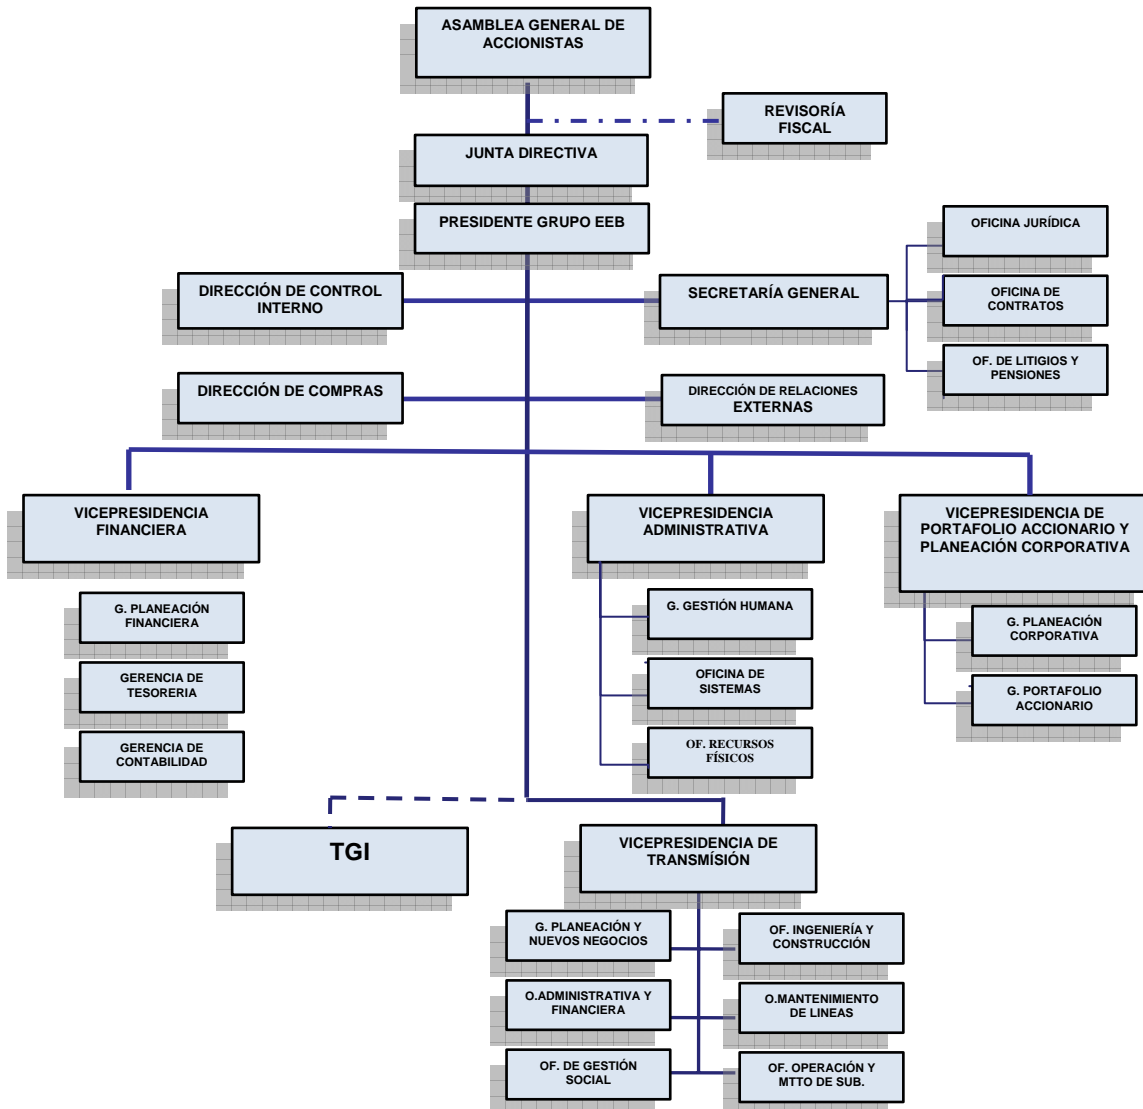 ASAMBLEA GENERAL DE
ACCIONISTAS
REVISORÍA
FISCAL
JUNTA DIRECTIVA
PRESIDENTE GRUPO EEB
OFICINA JURÍDICA
DIRECCIÓN DE CONTROL
INTERNO
SECRETARÍA GENERAL
OFICINA DE
CONTRATOS
OF. DE LITIGIOS Y
PENSIONES
DIRECCIÓN DE COMPRAS
DIRECCIÓN DE RELACIONES
EXTERNAS
VICEPRESIDENCIA
FINANCIERA
VICEPRESIDENCIA
ADMINISTRATIVA
VICEPRESIDENCIA DE
PORTAFOLIO ACCIONARIO Y
PLANEACIÓN CORPORATIVA
G. PLANEACIÓN
FINANCIERA
GERENCIA DE
TESORERIA
GERENCIA DE
CONTABILIDAD
G. GESTIÓN HUMANA
OFICINA DE
SISTEMAS
OF. RECURSOS
FÍSICOS
G. PLANEACIÓN
CORPORATIVA
G. PORTAFOLIO
ACCIONARIO
TGI
VICEPRESIDENCIA DE
TRANSMÍSIÓN
G. PLANEACIÓN Y
NUEVOS NEGOCIOS
OF. INGENIERÍA Y
CONSTRUCCIÓN
O.ADMINISTRATIVA Y
FINANCIERA
O.MANTENIMIENTO
DE LINEAS
OF. DE GESTIÓN
SOCIAL
OF. OPERACIÓN Y
MTTO DE SUB.